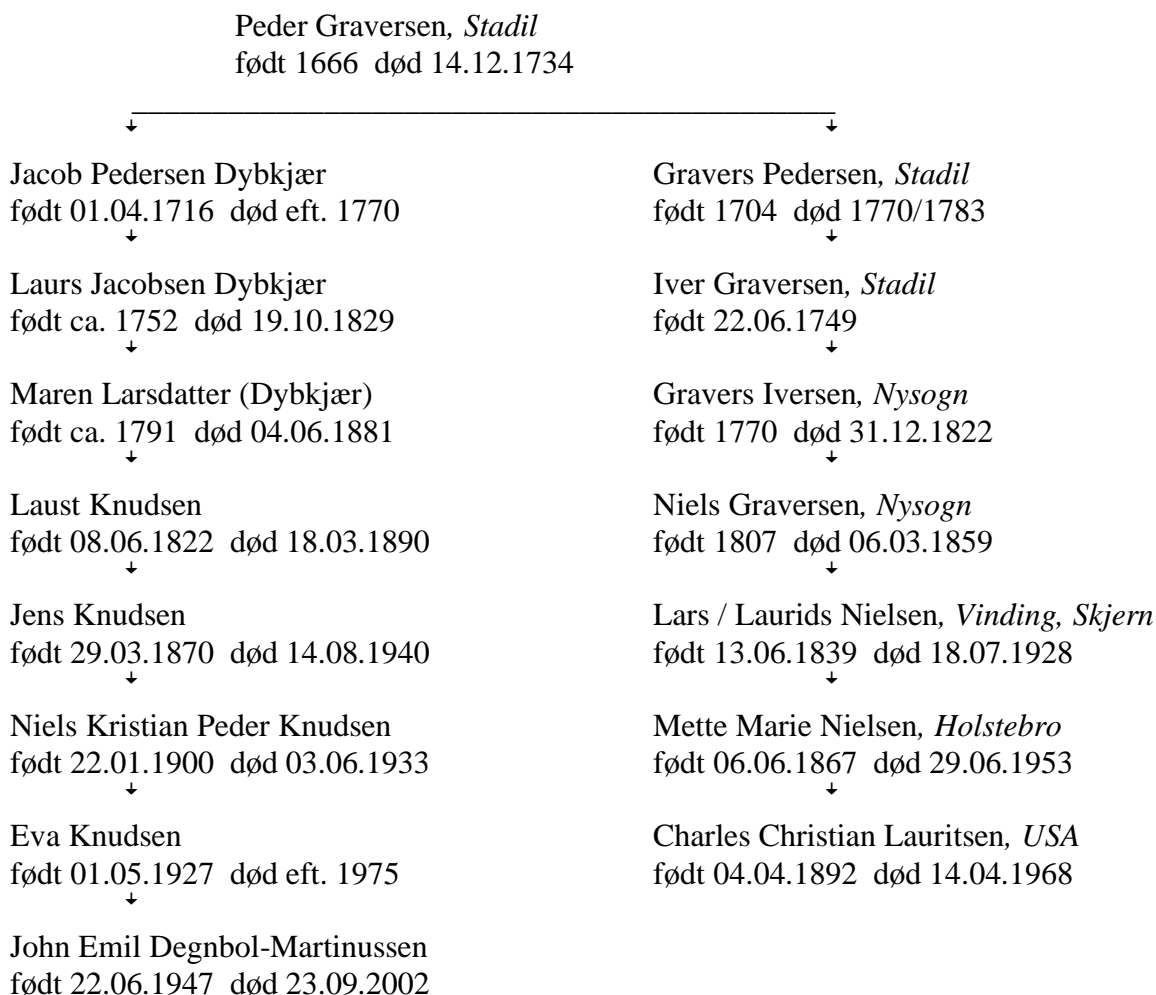 Peder Graversen, Stadil
født 1666 død 14.12.1734
Jacob Pedersen Dybkjær
født 01.04.1716 død eft. 1770
Laurs Jacobsen Dybkjær
født ca. 1752 død 19.10.1829
Maren Larsdatter (Dybkjær)
født ca. 1791 død 04.06.1881
Laust Knudsen
født 08.06.1822 død 18.03.1890
Jens Knudsen
født 29.03.1870 død 14.08.1940
Niels Kristian Peder Knudsen
født 22.01.1900 død 03.06.1933
Eva Knudsen
født 01.05.1927 død eft. 1975
John Emil Degnbol-Martinussen
født 22.06.1947 død 23.09.2002
Gravers Pedersen, Stadil
født 1704 død 1770/1783
Iver Graversen, Stadil
født 22.06.1749
Gravers Iversen, Nysogn
født 1770 død 31.12.1822
Niels Graversen, Nysogn
født 1807 død 06.03.1859
Lars / Laurids Nielsen, Vinding, Skjern
født 13.06.1839 død 18.07.1928
Mette Marie Nielsen, Holstebro
født 06.06.1867 død 29.06.1953
Charles Christian Lauritsen, USA
født 04.04.1892 død 14.04.1968